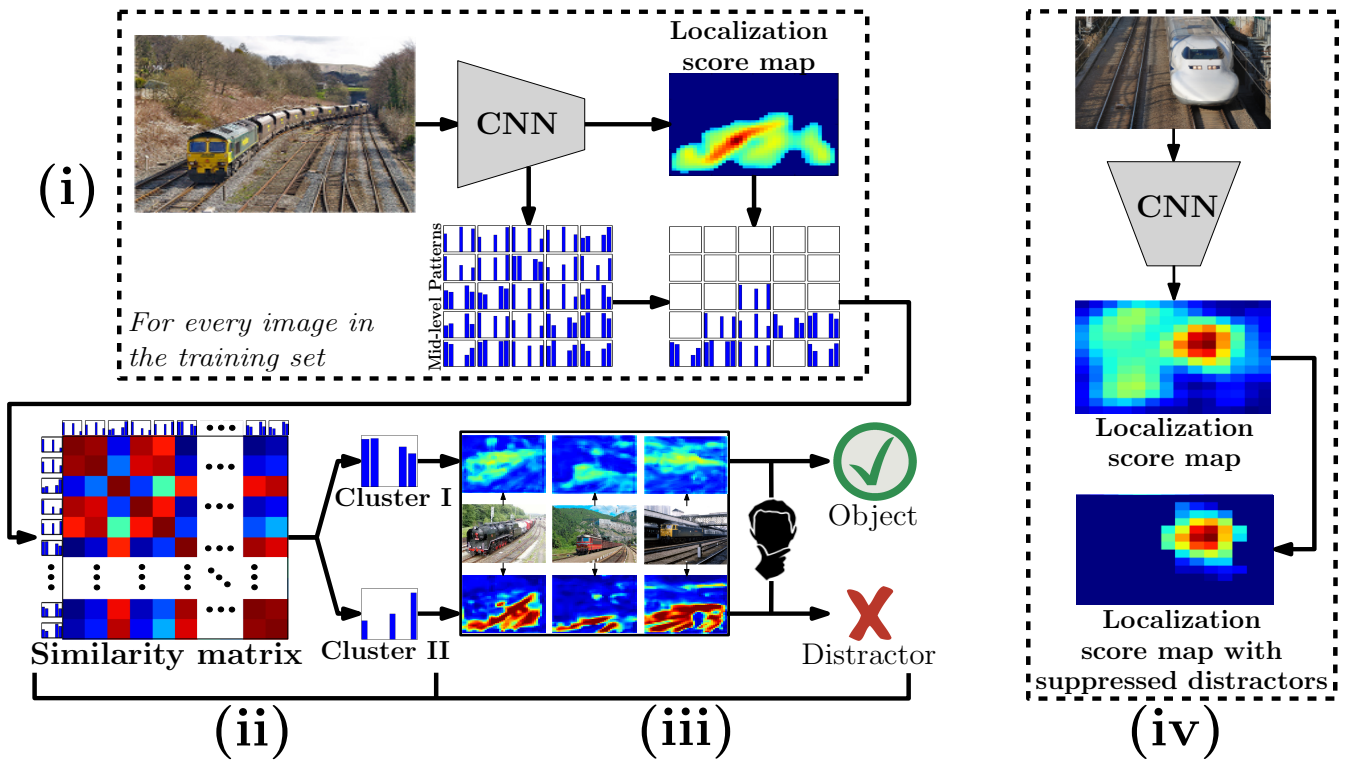 (i)
Localization
score map
CNN
Mid-level Patterns
For every image in
the training set
Similarity matrix
Cluster I
Cluster II
Object
Distractor
(ii)
(iii)
CNN
Localization
score map
Localization
score map with
suppressed distractors
(iv)